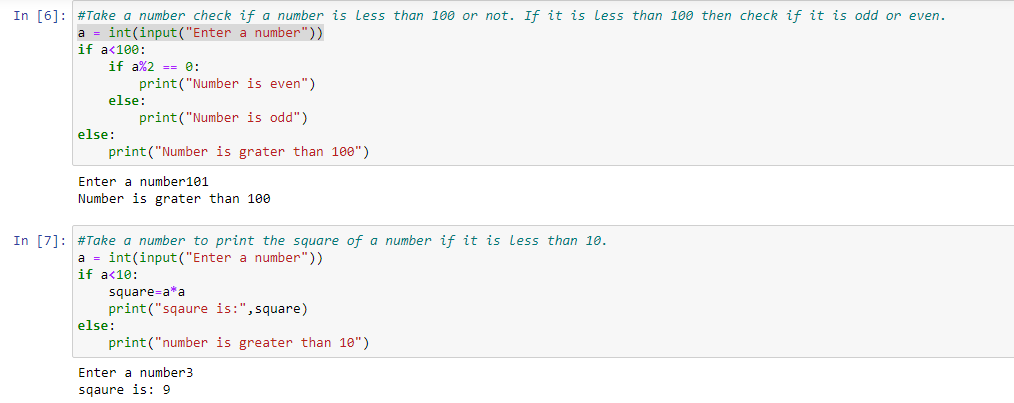 In [6]: #Take a number check if a number is less than 100 or not. If it is less than 100 then check if it is odd or even.
a = int(input("Enter a number"))
if a<100:
    if a%2 == 0:
        print("Number is even")
    else:
        print("Number is odd")
else:
    print("Number is grater than 100")
Enter a number101
Number is grater than 100
In [7]: #Take a number to print the square of a number if it is less than 10.
a = int(input("Enter a number"))
if a<10:
    square=a*a
    print("sqaure is:",square)
else:
    print("number is greater than 10")
Enter a number3
sqaure is: 9